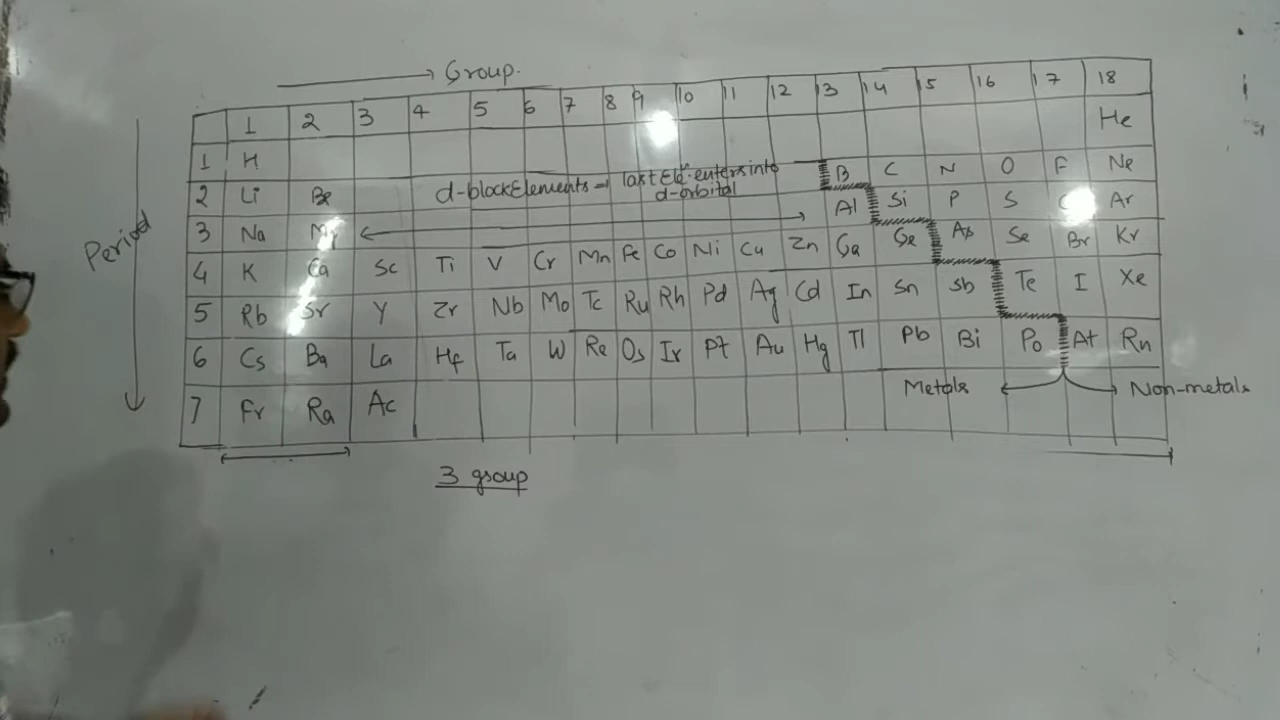 Group.
1 2 3 4 5 6 7 8 9 10 11 12 13 14 15 16 17 18
He
1 H
2 Li Be d-block Elements → last Ele. enters into B C N O F Ne
d-orbital
3 Na Al Si P S Ar
4 K Ca Sc Ti V Cr Mn Fe Co Ni Cu Zn Ga Ge As Se Br Kr
5 Rb Sr Y Zr Nb Mo Tc Ru Rh Pd Ag Cd In Sn Sb Te I Xe
6 Cs Ba La Hf Ta W Re Os Ir Pt Au Hg Tl Pb Bi Po At Rn
Metals Non-metals
7 Fr Ra Ac
3 group
Period